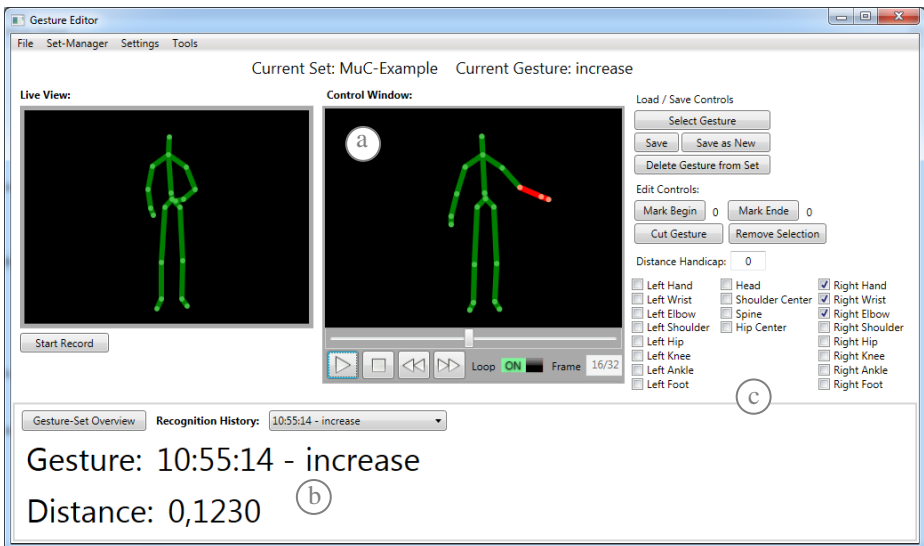 Gesture Editor
File Set-Manager Settings Tools
Current Set: MuC-Example Current Gesture: increase
Live View:
Start Record
Control Window:
a
Loop ON Frame 16/32
Load / Save Controls
Select Gesture
Save Save as New
Delete Gesture from Set
Edit Controls:
Mark Begin 0 Mark Ende 0
Cut Gesture Remove Selection
Distance Handicap: 0
Left Hand Head Right Hand
Left Wrist Shoulder Center Right Wrist
Left Elbow Spine Right Elbow
Left Shoulder Hip Center Right Shoulder
Left Hip Right Hip
Left Knee Right Knee
Left Ankle Right Ankle
Left Foot Right Foot
c
Gesture-Set Overview Recognition History: 10:55:14 - increase
Gesture: 10:55:14 - increase
Distance: 0,1230
b